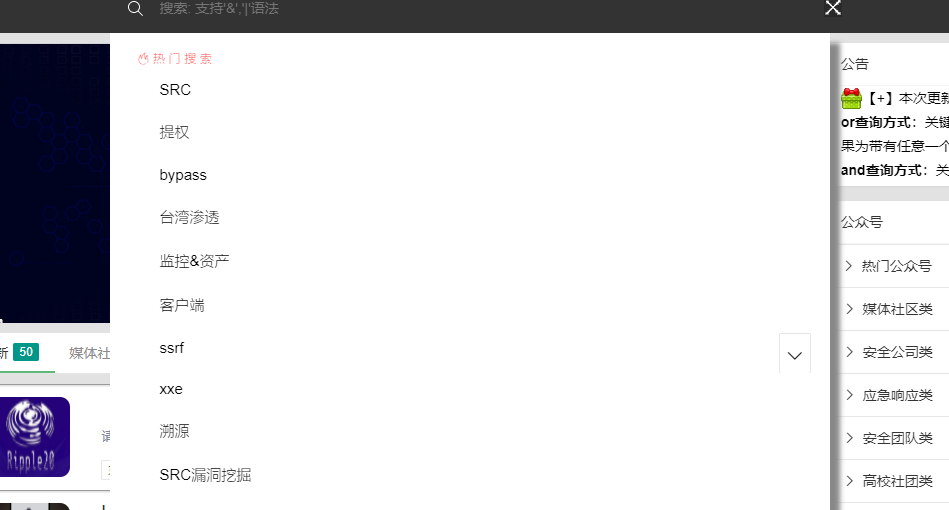 搜索: 支持'&','|'语法
热门搜索
SRC
提权
bypass
台湾渗透
监控&资产
客户端
ssrf
xxe
溯源
SRC漏洞挖掘
新 50
媒体社
请
Ripple20
公告
【+】本次更新
or查询方式：关键
果为带有任意一个
and查询方式：关
公众号
热门公众号
媒体社区类
安全公司类
应急响应类
安全团队类
高校社团类